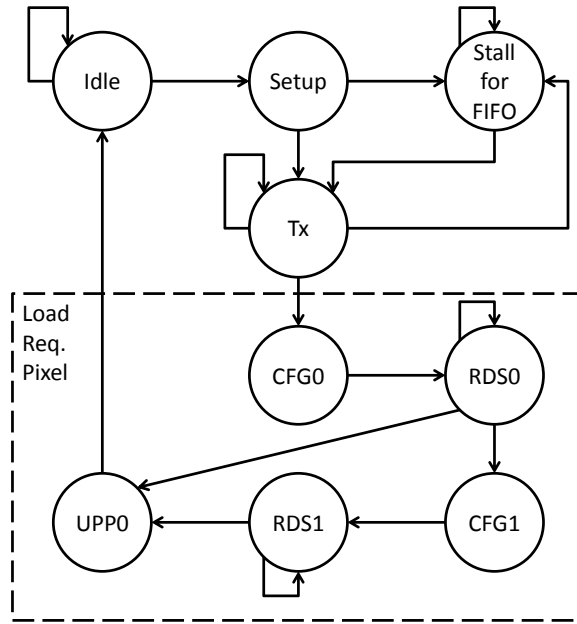 Idle
Setup
Stall
for
FIFO
Tx
Load
Req.
Pixel
CFG0
RDS0
UPP0
RDS1
CFG1